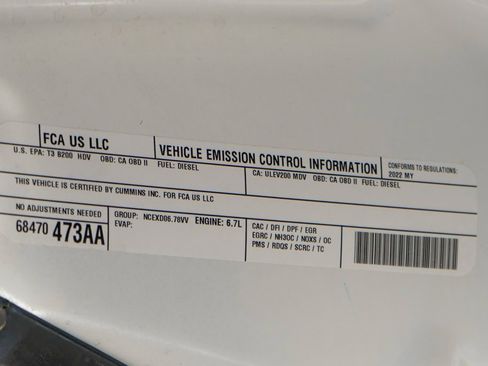 FCA US LLC
VEHICLE EMISSION CONTROL INFORMATION
CONFORMS TO REGULATIONS:
2022 MY
U.S. EPA: T3 B200 HDV OBD: CA OBD II FUEL: DIESEL
CA: ULEV200 MDV OBD: CA OBD II FUEL: DIESEL
THIS VEHICLE IS CERTIFIED BY CUMMINS INC. FOR FCA US LLC
NO ADJUSTMENTS NEEDED
68470 473AA
GROUP: NCEXD06.78VV ENGINE: 6.7L
EVAP:
CAC / DFI / DPF / EGR
EGRC / NH3OC / NOXS / OC
PMS / RDQS / SCRC / TC